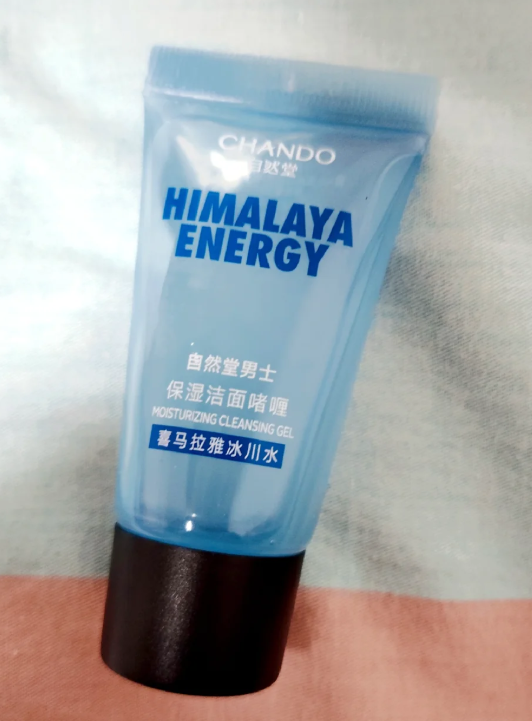 CHANDO
自然堂
HIMALAYA
ENERGY
自然堂男士
保湿洁面啫喱
MOISTURIZING CLEANSING GEL
喜马拉雅冰川水